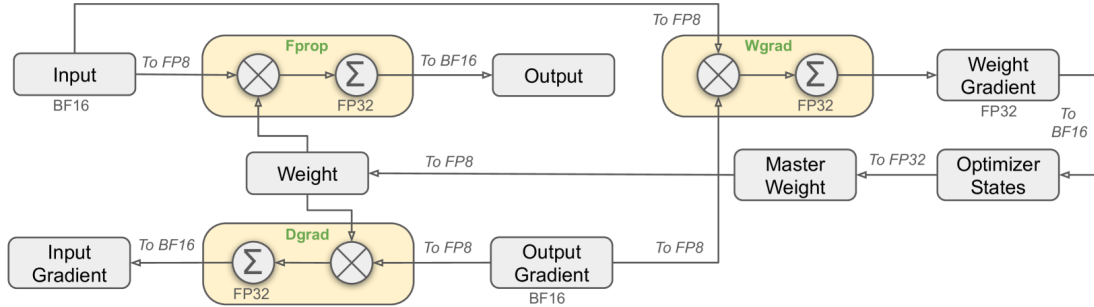 To FP8
Fprop
Wgrad
Input
To FP8
Σ
To BF16
Output
Σ
Weight
Gradient
BF16
FP32
FP32
FP32
To
BF16
Weight
To FP8
Master
Weight
To FP32
Optimizer
States
Dgrad
Input
Gradient
To BF16
Σ
To FP8
Output
Gradient
To FP8
FP32
BF16